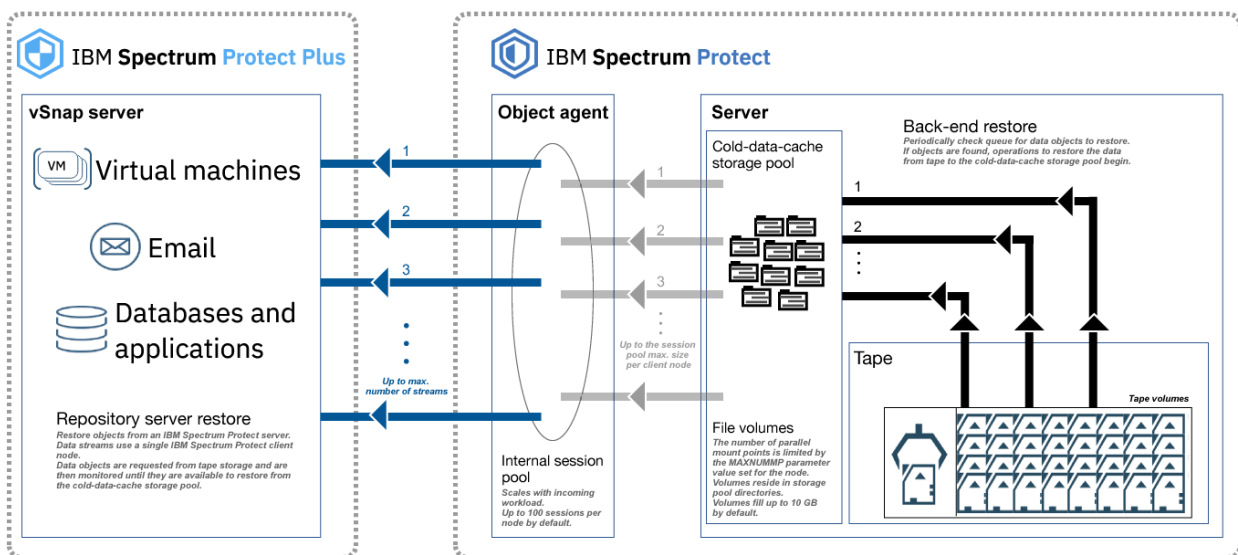 IBM Spectrum Protect Plus
vSnap server
VM
Virtual machines
Email
Databases and
applications
Repository server restore
Restore objects from an IBM Spectrum Protect server.
Data streams use a single IBM Spectrum Protect client
node.
Data objects are requested from tape storage and are
then monitored until they are available to restore from
the cold-data-cache storage pool.
1
2
3
Up to max.
number of streams
IBM Spectrum Protect
Object agent
Internal session
pool
Scales with incoming
workload.
Up to 100 sessions per
node by default.
1
2
3
Up to the session
pool max. size
per client node
Server
Cold-data-cache
storage pool
File volumes
The number of parallel
mount points is limited by
the MAXNUMMP parameter
value set for the node.
Volumes reside in storage
pool directories.
Volumes fill up to 10 GB
by default.
Back-end restore
Periodically check queue for data objects to restore.
If objects are found, operations to restore the data
from tape to the cold-data-cache storage pool begin.
1
2
Tape
Tape volumes